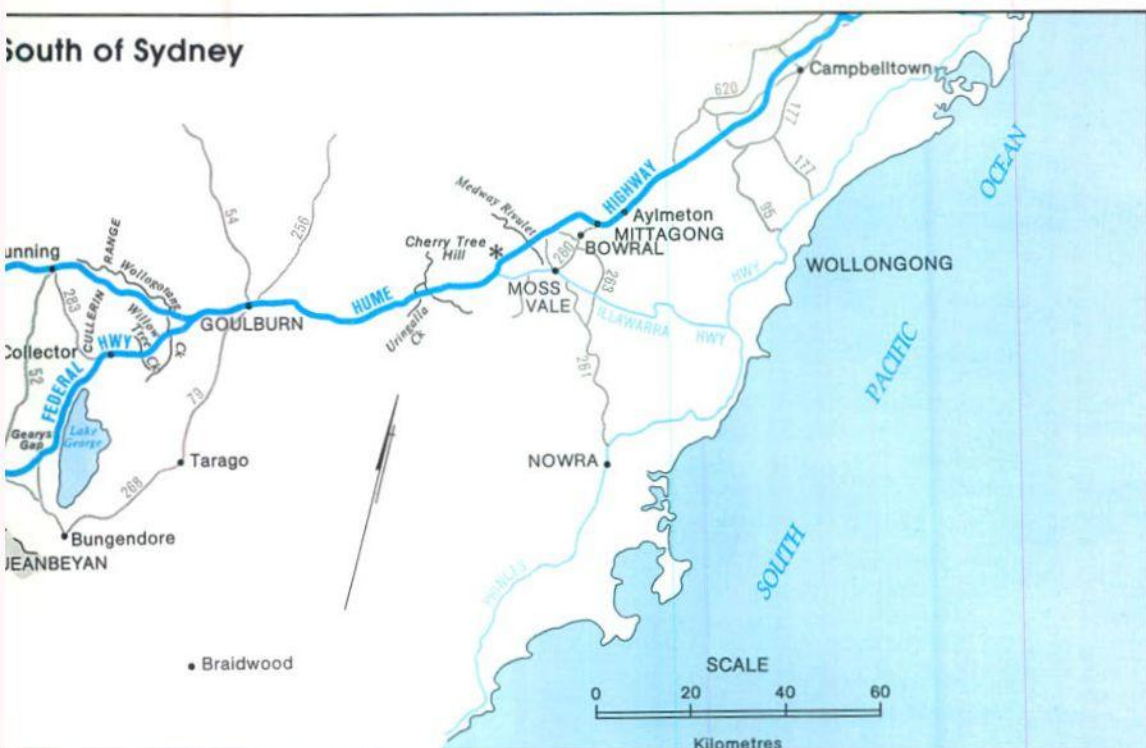 South of Sydney
Campbelltown
620
177
177
95
OCEAN
HIGHWAY
Medway Rivulet
Aylmeton
MITTAGONG
BOWRAL
260
263
Cherry Tree
Hill
*
54
256
unning
RANGE
Wollogorang
Willow
Tree Ck
Ck
CULLERIN
283
GOULBURN
HUME
Uringalla
Ck
MOSS
VALE
ILLAWARRA
HWY
HWY
WOLLONGONG
PACIFIC
Collector
HWY
FEDERAL
52
79
261
Gearys
Gap
Lake
George
Tarago
NOWRA
268
Bungendore
JEANBEYAN
PRINCES
SOUTH
Braidwood
SCALE
0 20 40 60
Kilometres